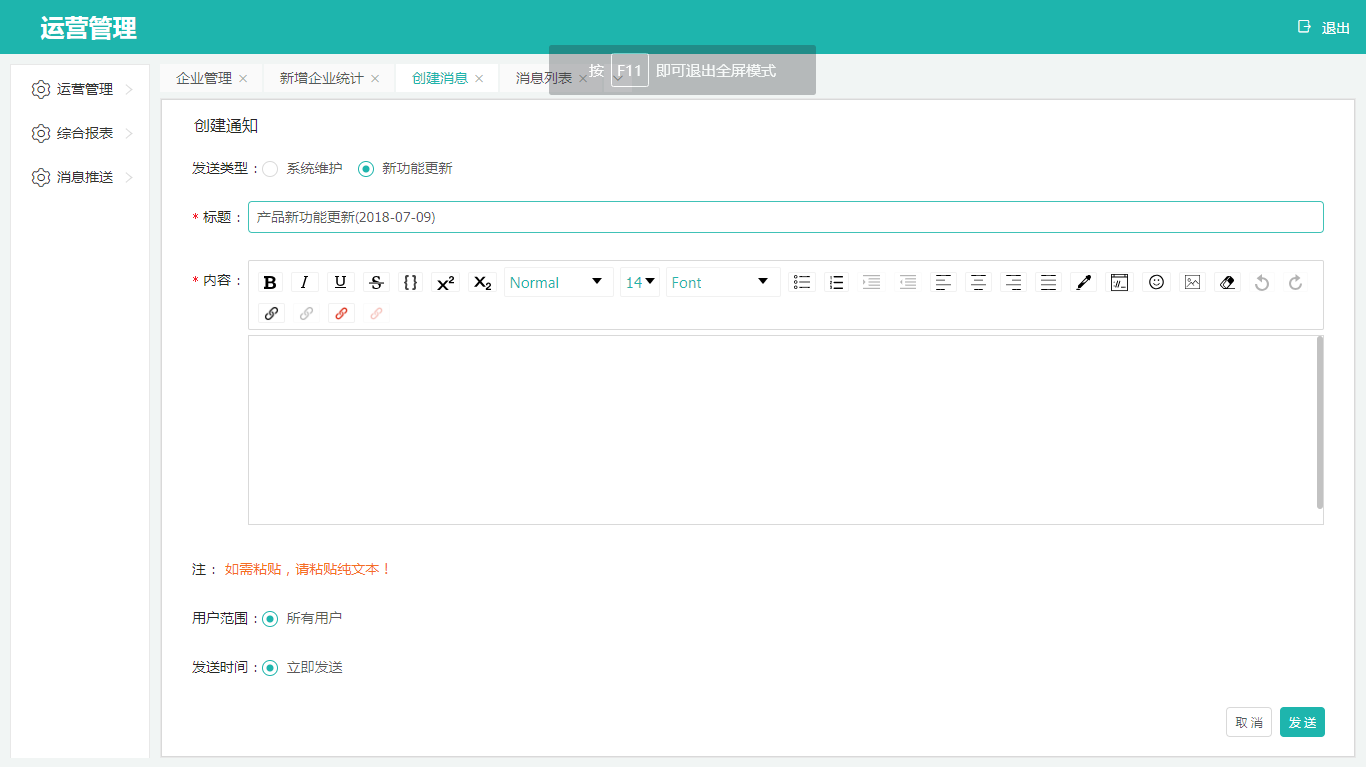 运营管理
退出
按 F11 即可退出全屏模式
运营管理
综合报表
消息推送
企业管理 新增企业统计 创建消息 消息列表
创建通知
发送类型： 系统维护 新功能更新
* 标题： 产品新功能更新(2018-07-09)
* 内容： B I U S {} x² X₂ Normal 14 Font
注： 如需粘贴，请粘贴纯文本！
用户范围： 所有用户
发送时间： 立即发送
取消 发送